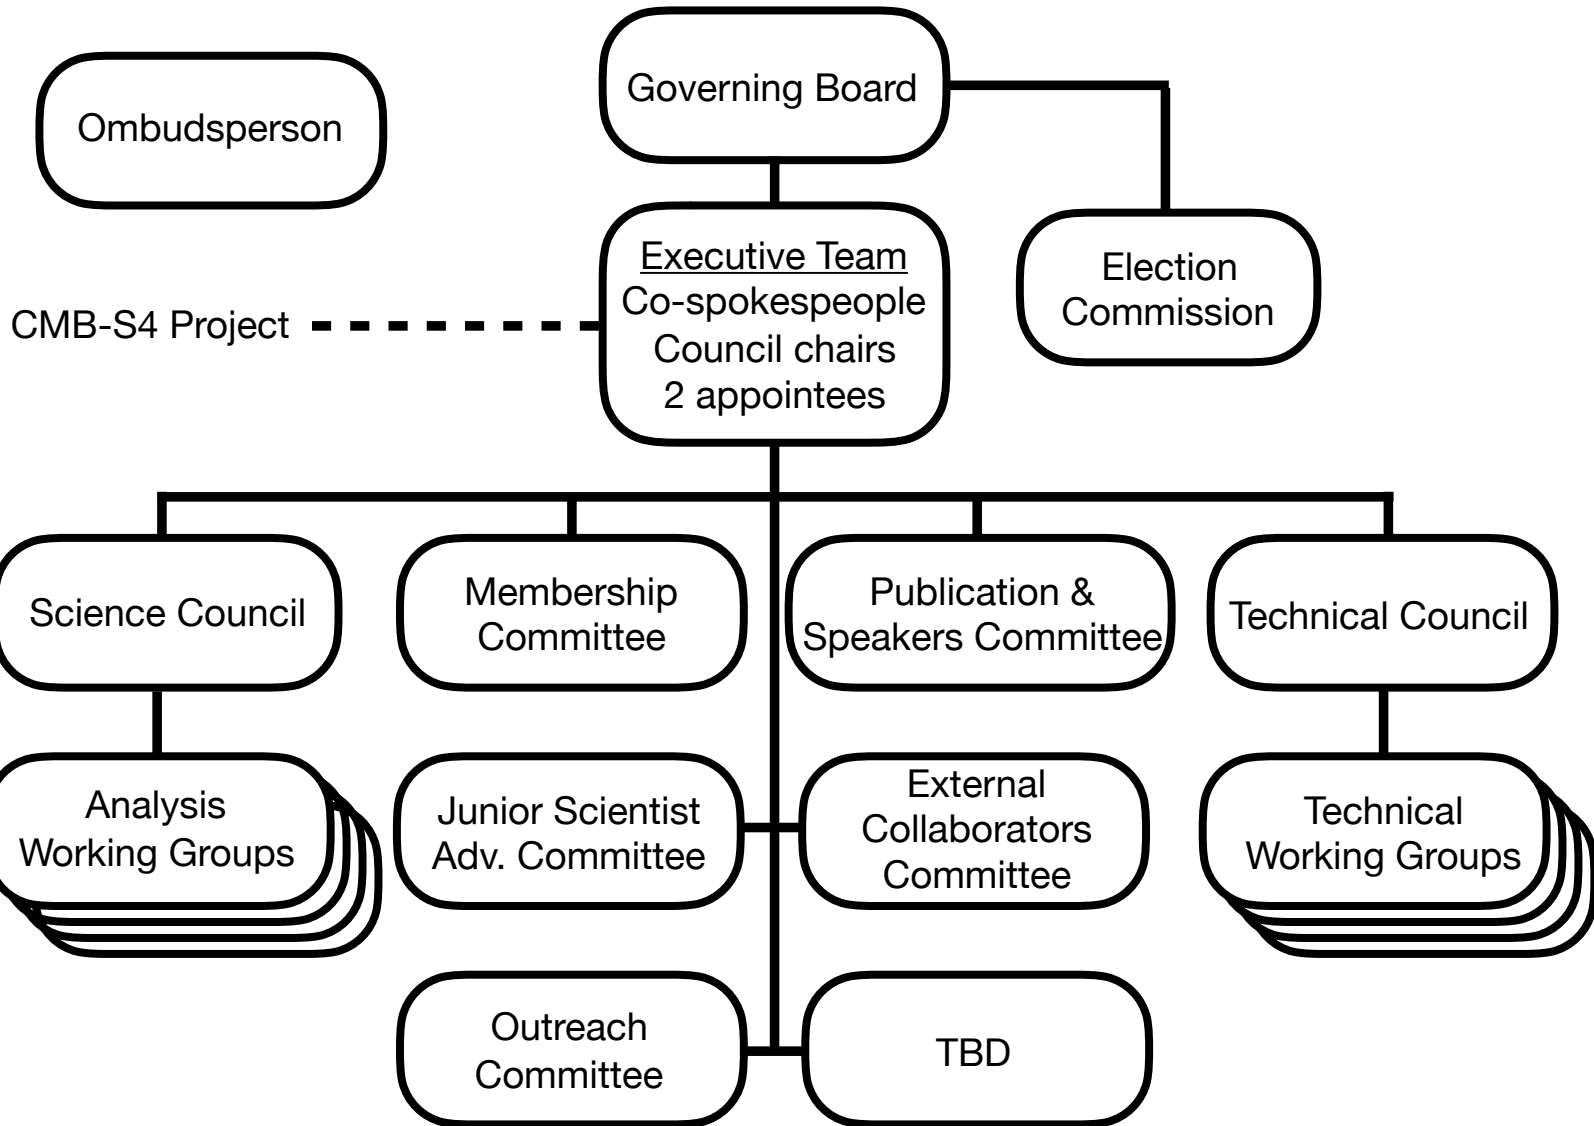 Ombudsperson
Governing Board
Executive Team
Co-spokespeople
Council chairs
2 appointees
Election
Commission
CMB-S4 Project
Science Council
Membership
Committee
Publication &
Speakers Committee
Technical Council
Analysis
Working Groups
Junior Scientist
Adv. Committee
External
Collaborators
Committee
Technical
Working Groups
Outreach
Committee
TBD